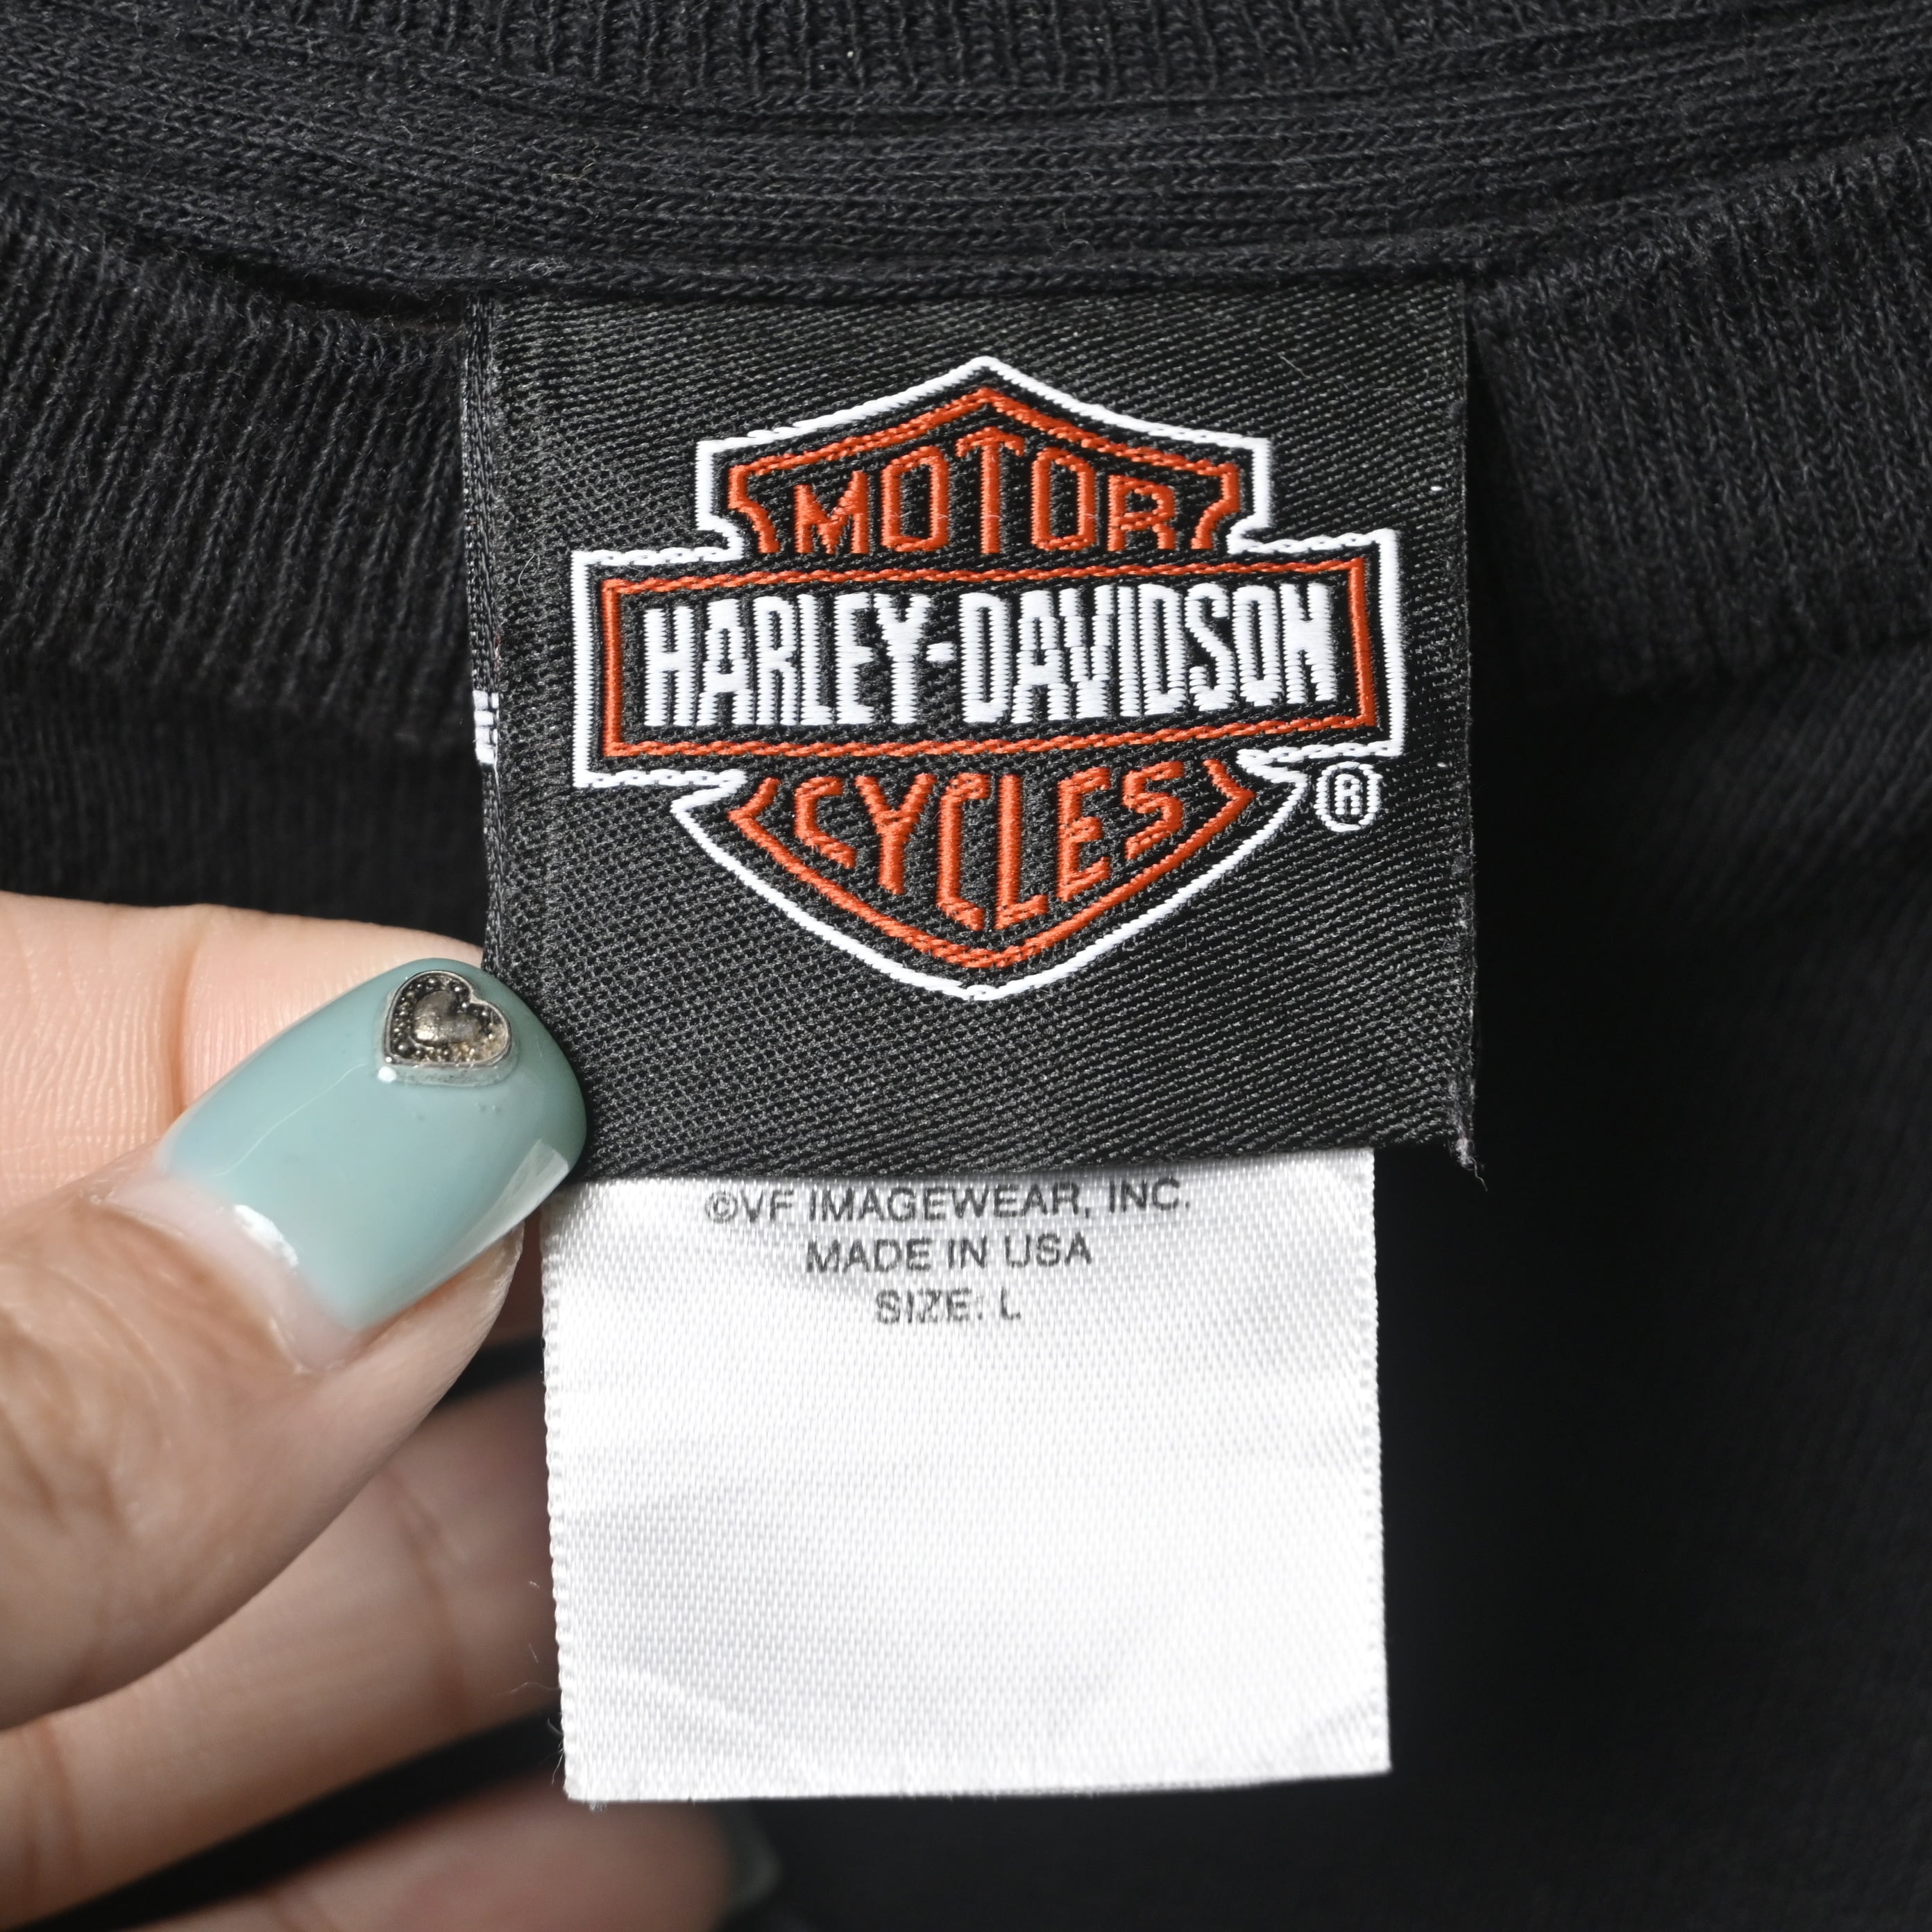 MOTOR
HARLEY-DAVIDSON
CYCLES
®
©VF IMAGEWEAR, INC.
MADE IN USA
SIZE: L